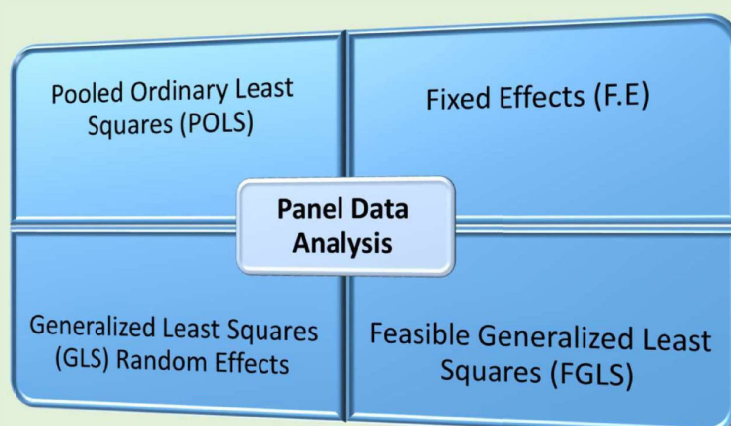 Pooled Ordinary Least
Squares (POLS)
Fixed Effects (F.E)
Panel Data
Analysis
Generalized Least Squares
(GLS) Random Effects
Feasible Generalized Least
Squares (FGLS)